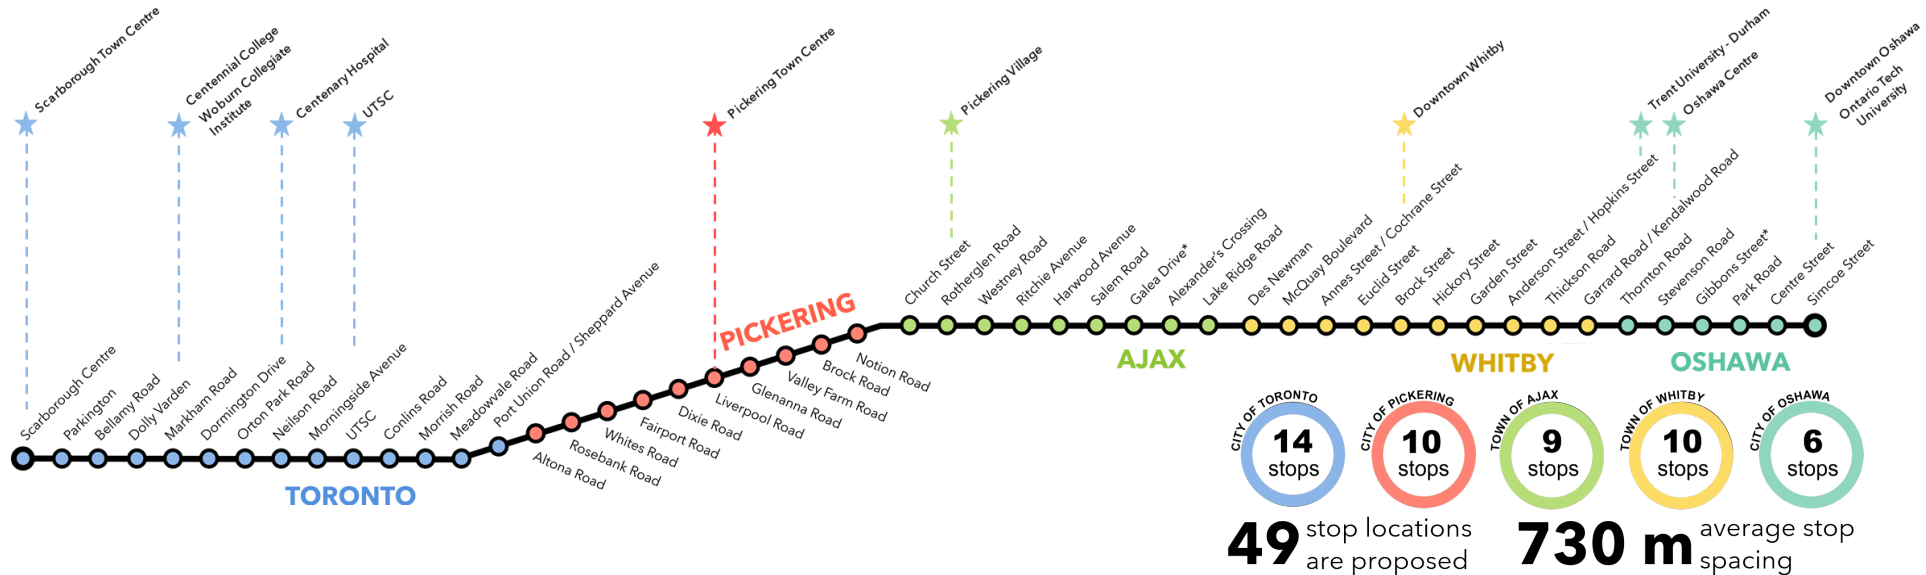 Scarborough Town Centre
Centennial College
Woburn Collegiate
Institute
Centenary Hospital
UTSC
Pickering Town Centre
Pickering Village
Downtown Whitby
Trent University - Durham
Oshawa Centre
Downtown Oshawa
Ontario Tech
University
Scarborough Centre
Parkington
Bellamy Road
Dolly Varden
Markham Road
Dormington Drive
Orton Park Road
Neilson Road
Morningside Avenue
UTSC
Conlins Road
Morrish Road
Meadowvale Road
Port Union Road / Sheppard Avenue
TORONTO
Altona Road
Rosebank Road
Whites Road
Fairport Road
Dixie Road
Liverpool Road
Glenanna Road
Valley Farm Road
Brock Road
Notion Road
PICKERING
Church Street
Rotherglen Road
Westney Road
Ritchie Avenue
Harwood Avenue
Salem Road
Galea Drive*
Alexander's Crossing
Lake Ridge Road
AJAX
Des Newman
McQuay Boulevard
Annes Street / Cochrane Street
Euclid Street
Brock Street
Hickory Street
Garden Street
Anderson Street / Hopkins Street
Thickson Road
Garrard Road / Kendalwood Road
WHITBY
Thornton Road
Stevenson Road
Gibbons Street*
Park Road
Centre Street
Simcoe Street
OSHAWA
CITY OF TORONTO
14
stops
CITY OF PICKERING
10
stops
TOWN OF AJAX
9
stops
TOWN OF WHITBY
10
stops
CITY OF OSHAWA
6
stops
49 stop locations
are proposed
730 m average stop
spacing